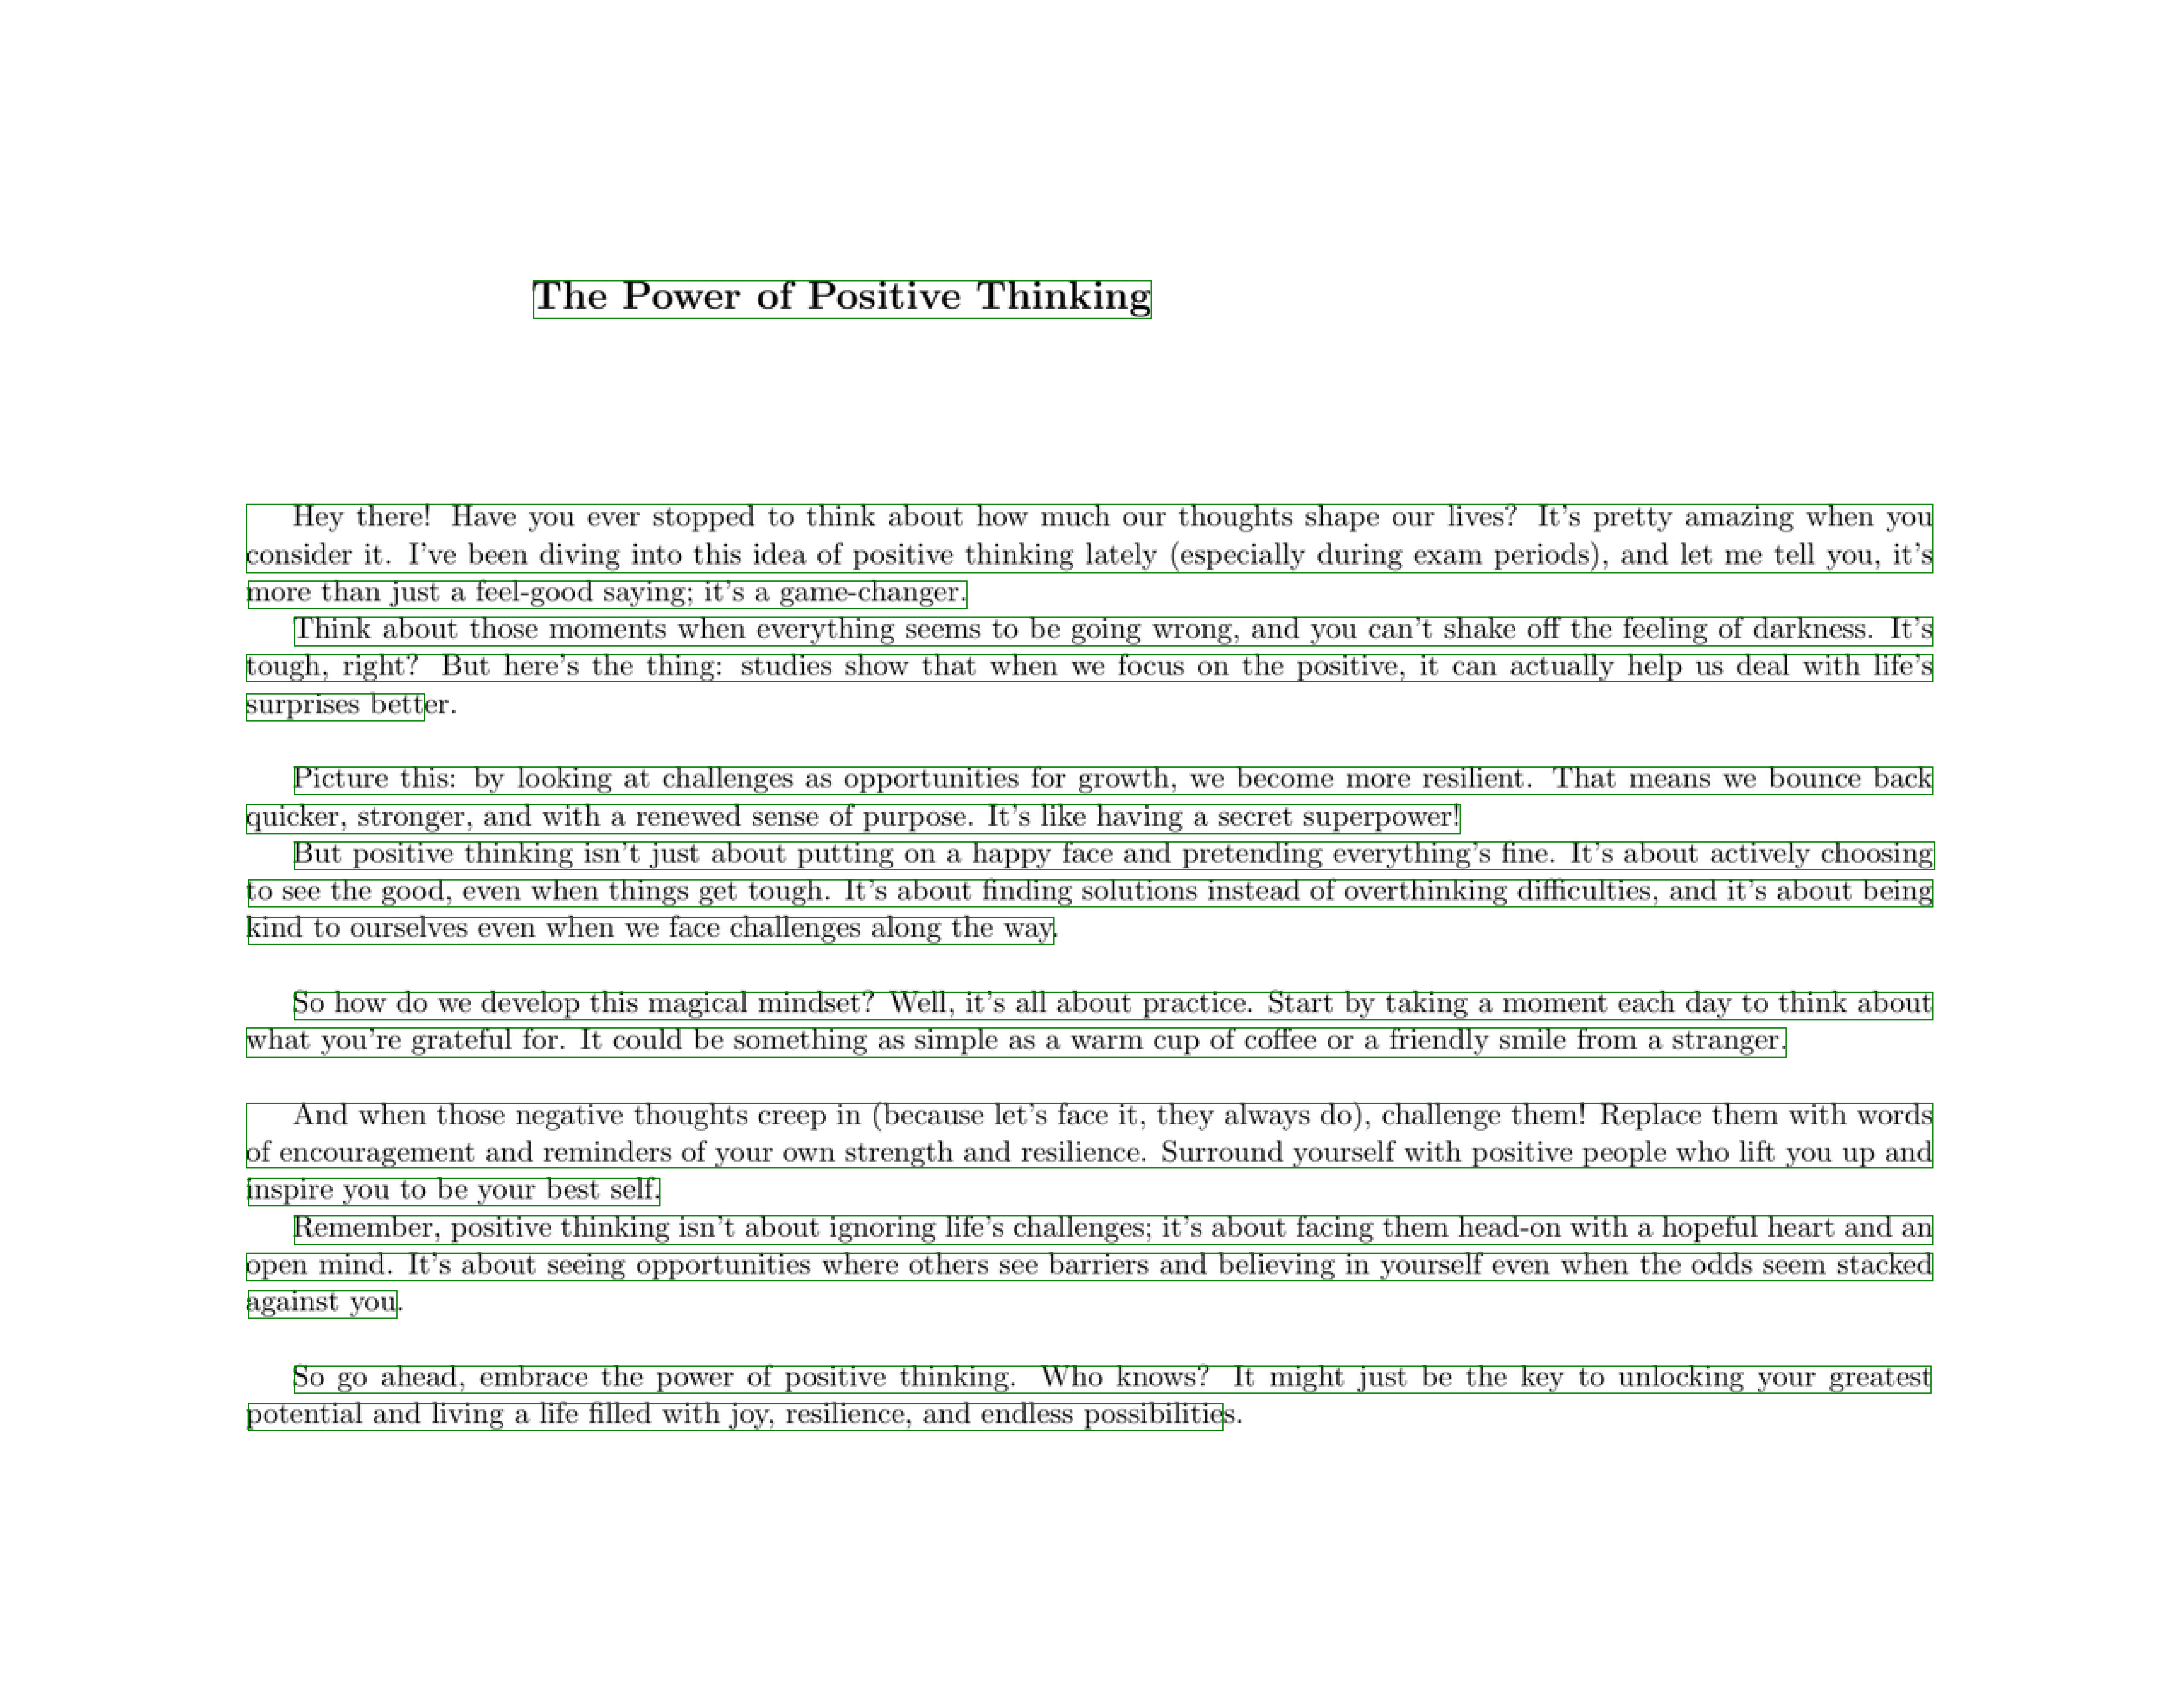 The Power of Positive Thinking
Hey there! Have you ever stopped to think about how much our thoughts shape our lives? It's pretty amazing when you
consider it. I've been diving into this idea of positive thinking lately (especially during exam periods), and let me tell you, it's
more than just a feel-good saying; it's a game-changer.
Think about those moments when everything seems to be going wrong, and you can't shake off the feeling of darkness. It's
tough, right? But here's the thing: studies show that when we focus on the positive, it can actually help us deal with life's
surprises better.
Picture this: by looking at challenges as opportunities for growth, we become more resilient. That means we bounce back
quicker, stronger, and with a renewed sense of purpose. It's like having a secret superpower!
But positive thinking isn't just about putting on a happy face and pretending everything's fine. It's about actively choosing
to see the good, even when things get tough. It's about finding solutions instead of overthinking difficulties, and it's about being
kind to ourselves even when we face challenges along the way.
So how do we develop this magical mindset? Well, it's all about practice. Start by taking a moment each day to think about
what you're grateful for. It could be something as simple as a warm cup of coffee or a friendly smile from a stranger.
And when those negative thoughts creep in (because let's face it, they always do), challenge them! Replace them with words
of encouragement and reminders of your own strength and resilience. Surround yourself with positive people who lift you up and
inspire you to be your best self.
Remember, positive thinking isn't about ignoring life's challenges; it's about facing them head-on with a hopeful heart and an
open mind. It's about seeing opportunities where others see barriers and believing in yourself even when the odds seem stacked
against you.
So go ahead, embrace the power of positive thinking. Who knows? It might just be the key to unlocking your greatest
potential and living a life filled with joy, resilience, and endless possibilities.